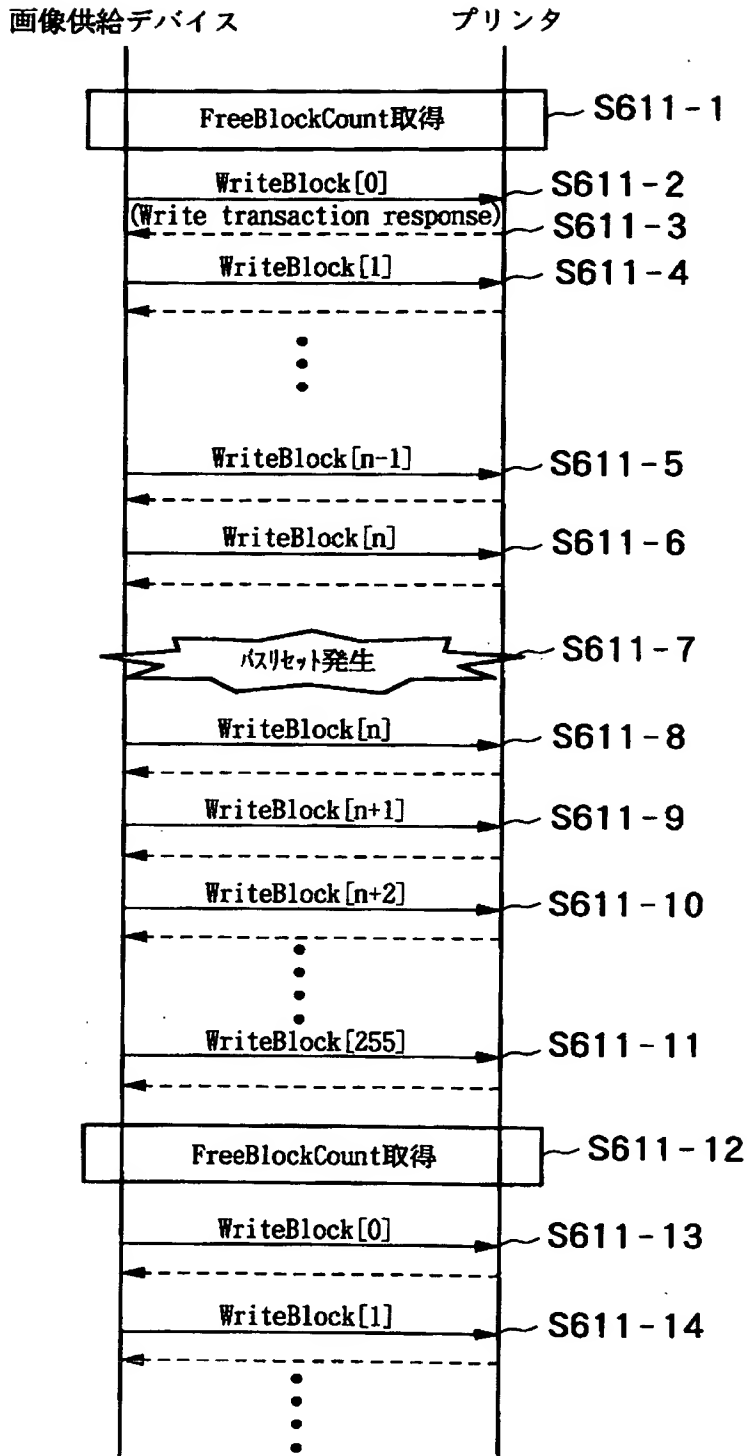 画像供給デバイス プリンタ
FreeBlockCount取得 S611-1
WriteBlock[0] S611-2
(Write transaction response) S611-3
WriteBlock[1] S611-4
WriteBlock[n-1] S611-5
WriteBlock[n] S611-6
バスリセット発生 S611-7
WriteBlock[n] S611-8
WriteBlock[n+1] S611-9
WriteBlock[n+2] S611-10
WriteBlock[255] S611-11
FreeBlockCount取得 S611-12
WriteBlock[0] S611-13
WriteBlock[1] S611-14